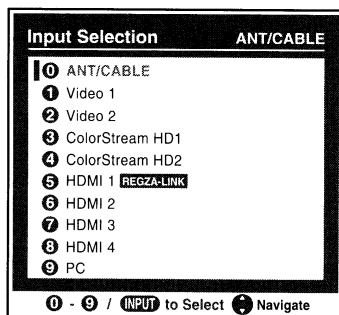 Input Selection ANT/CABLE
0 ANT/CABLE
1 Video 1
2 Video 2
3 ColorStream HD1
4 ColorStream HD2
5 HDMI 1 REGZA-LINK
6 HDMI 2
7 HDMI 3
8 HDMI 4
9 PC
0 - 9 / INPUT to Select Navigate